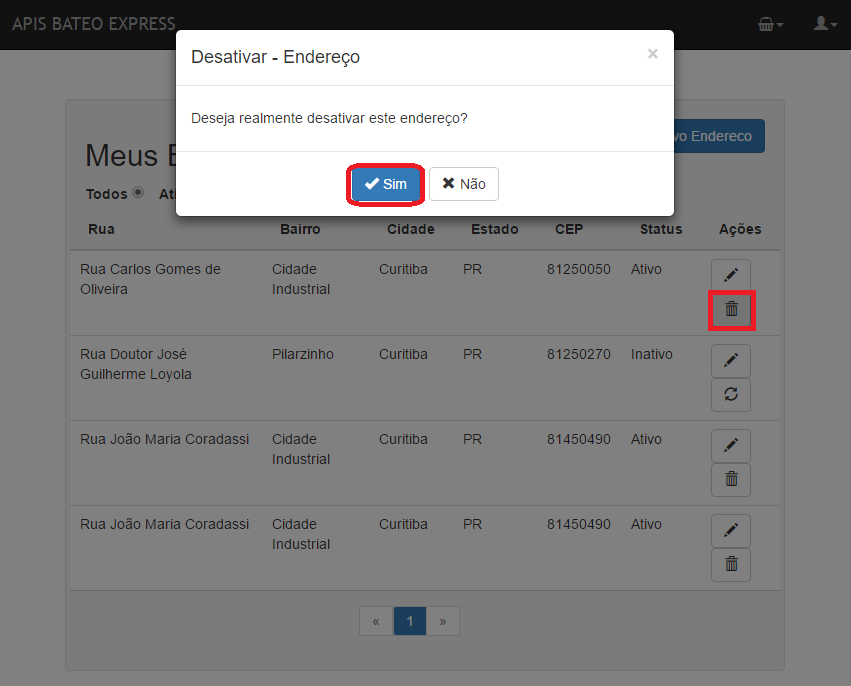 APIS BATEO EXPRESS
Desativar - Endereço
×
Deseja realmente desativar este endereço?
Sim
Não
Meus
vo Endereco
Todos
Rua Bairro Cidade Estado CEP Status Ações
Rua Carlos Gomes de Oliveira Cidade Industrial Curitiba PR 81250050 Ativo
Rua Doutor José Guilherme Loyola Pilarzinho Curitiba PR 81250270 Inativo
Rua João Maria Coradassi Cidade Industrial Curitiba PR 81450490 Ativo
Rua João Maria Coradassi Cidade Industrial Curitiba PR 81450490 Ativo
« 1 »